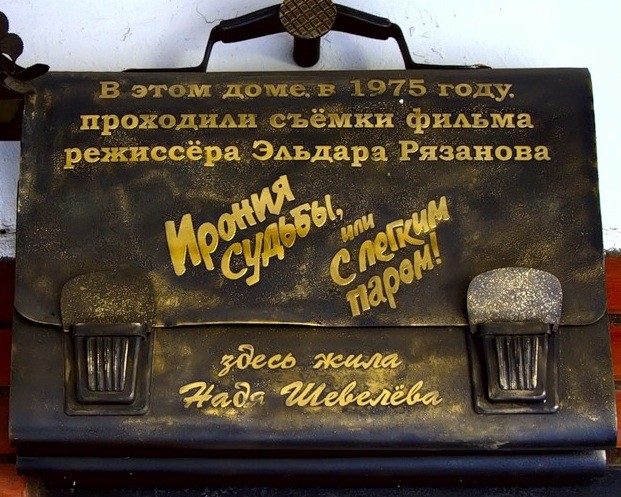 В этом доме, в 1975 году,
проходили съёмки фильма
режиссёра Эльдара Рязанова
Ирония
судьбы,
или
С легким
паром!
здесь жила
Надя Шевелёва